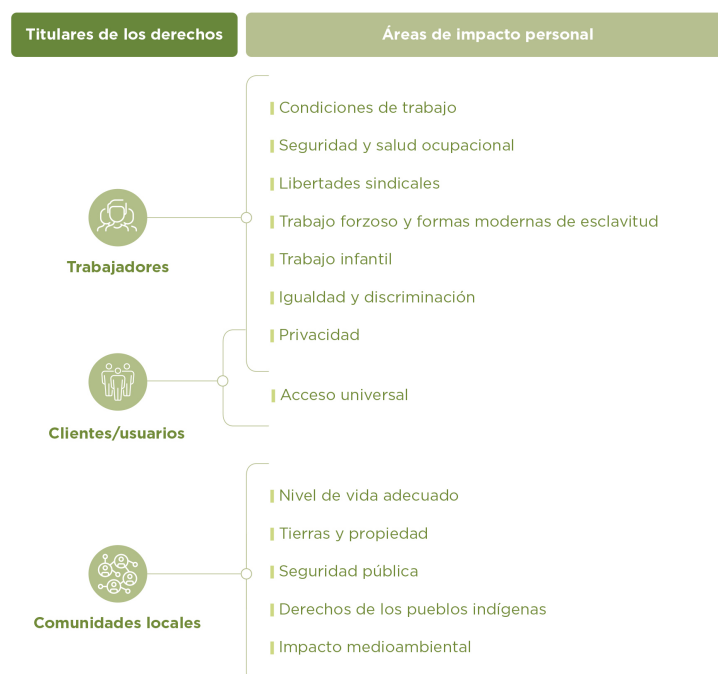 Titulares de los derechos
Áreas de impacto personal
Condiciones de trabajo
Seguridad y salud ocupacional
Libertades sindicales
Trabajo forzoso y formas modernas de esclavitud
Trabajo infantil
Igualdad y discriminación
Privacidad
Trabajadores
Acceso universal
Clientes/usuarios
Nivel de vida adecuado
Tierras y propiedad
Seguridad pública
Derechos de los pueblos indígenas
Impacto medioambiental
Comunidades locales